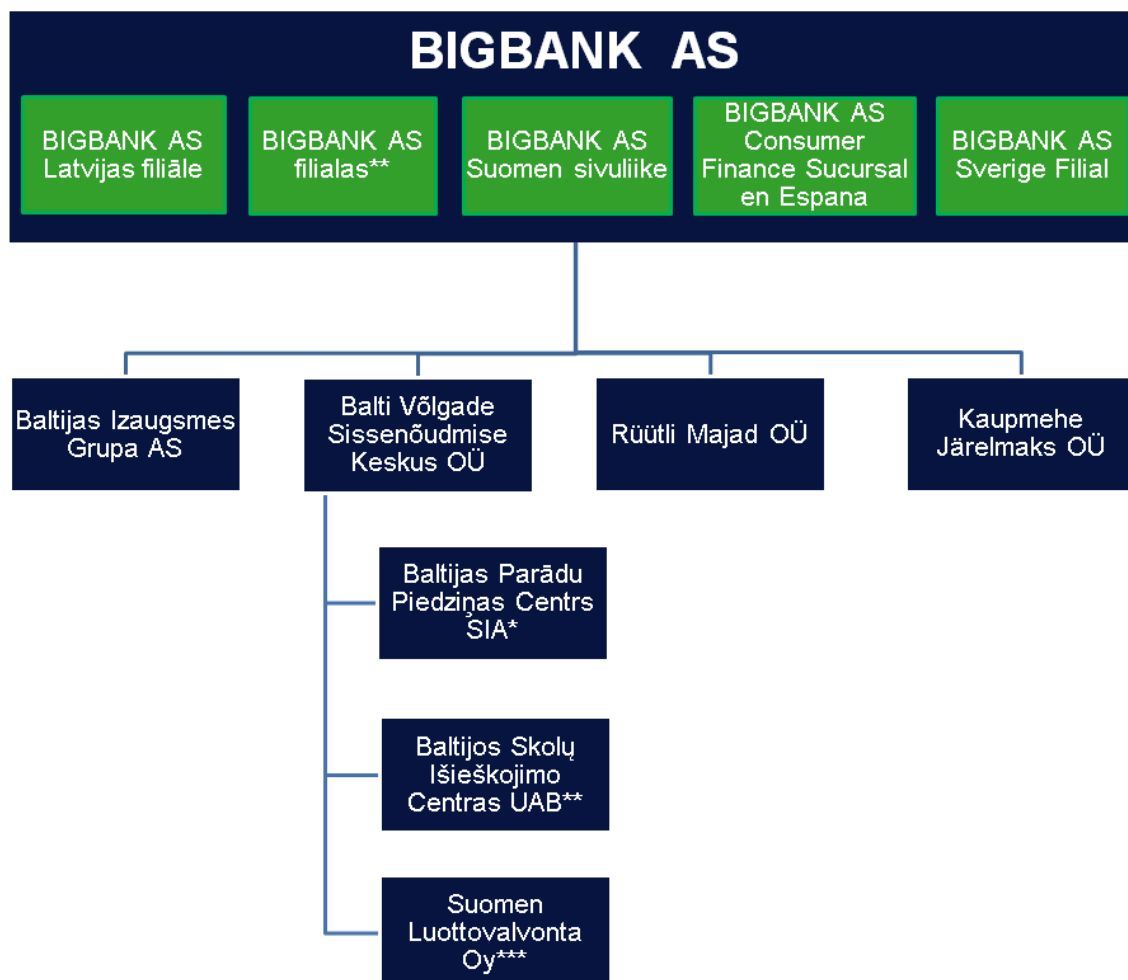 BIGBANK AS
BIGBANK AS
Latvijas filiāle
BIGBANK AS
filialas**
BIGBANK AS
Suomen sivuliike
BIGBANK AS
Consumer
Finance Sucursal
en Espana
BIGBANK AS
Sverige Filial
Baltijas Izaugsmes
Grupa AS
Balti Võlgade
Sissenõudmise
Keskus OÜ
Rüütli Majad OÜ
Kaupmehe
Järelmaks OÜ
Baltijas Parādu
Piedziņas Centrs
SIA*
Baltijos Skolų
Išieškojimo
Centras UAB**
Suomen
Luottovalvonta
Oy***